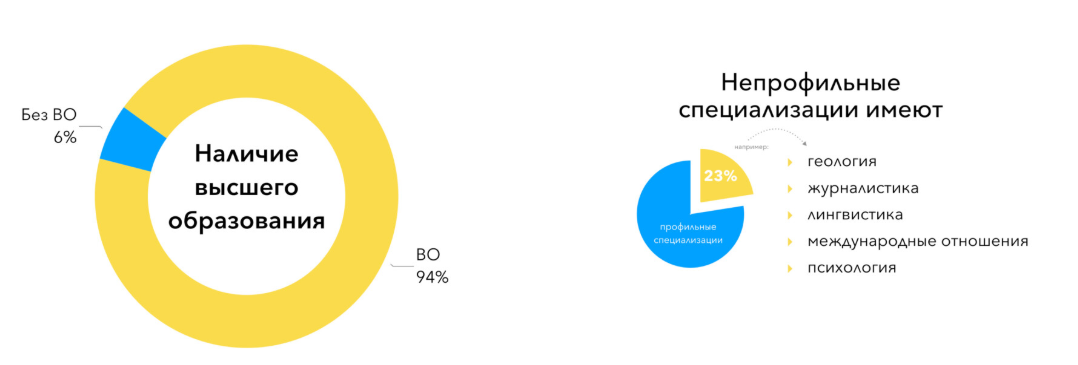 Без ВО
6%
Наличие
высшего
образования
ВО
94%
Непрофильные
специализации имеют
например:
23%
профильные
специализации
геология
журналистика
лингвистика
международные отношения
психология